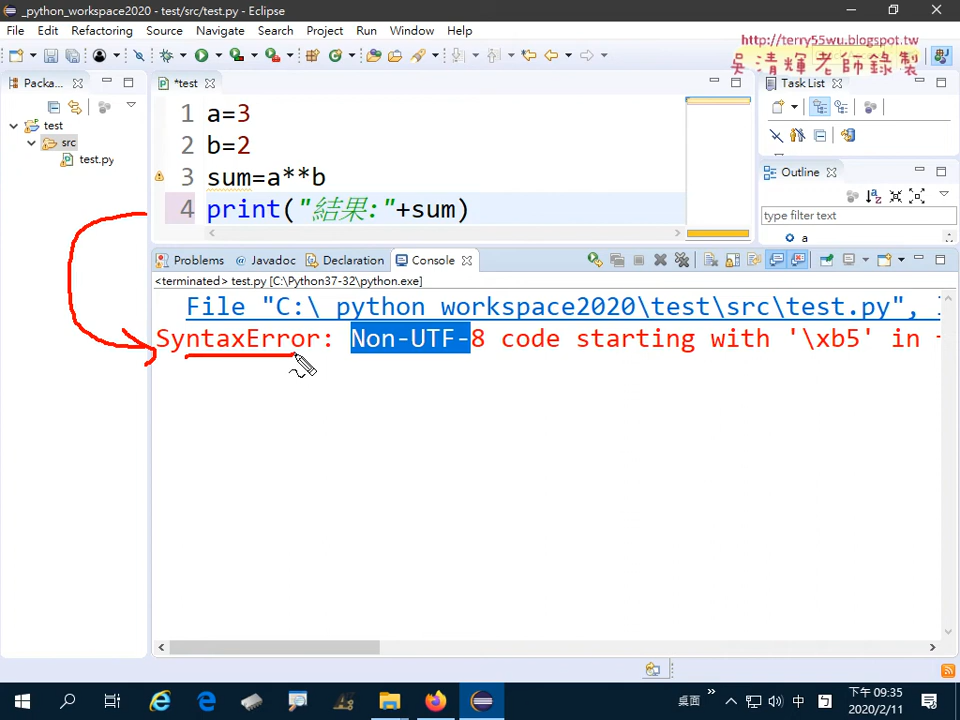 _python_workspace2020 - test/src/test.py - Eclipse
File Edit Refactoring Source Navigate Search Project Run Window Help
http://terry55wu.blogspot.tw
吳清輝老師錄製
Packa...
test
src
test.py
*test
1 a=3
2 b=2
3 sum=a**b
4 print("結果:"+sum)
Task List
Outline
type filter text
a
Problems @ Javadoc Declaration Console
<terminated> test.py [C:\Python37-32\python.exe]
File "C:\_python_workspace2020\test\src\test.py",
SyntaxError: Non-UTF-8 code starting with '\xb5' in
桌面 中
下午 09:35
2020/2/11